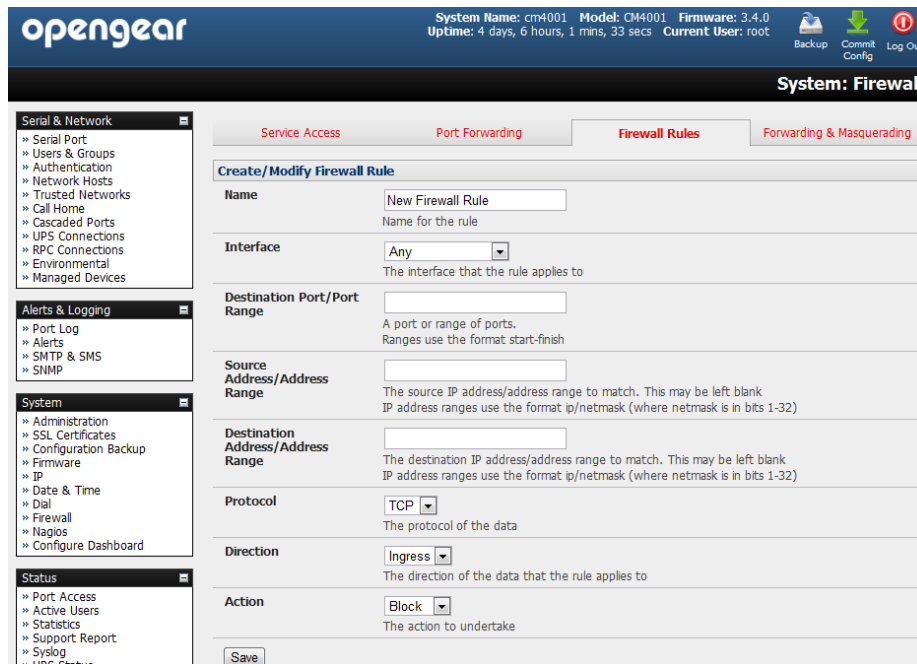 opengear
System Name: cm4001 Model: CM4001 Firmware: 3.4.0
Uptime: 4 days, 6 hours, 1 mins, 33 secs Current User: root
Backup
Commit Config
Log Ou
System: Firewal
Serial & Network
» Serial Port
» Users & Groups
» Authentication
» Network Hosts
» Trusted Networks
» Call Home
» Cascaded Ports
» UPS Connections
» RPC Connections
» Environmental
» Managed Devices
Alerts & Logging
» Port Log
» Alerts
» SMTP & SMS
» SNMP
System
» Administration
» SSL Certificates
» Configuration Backup
» Firmware
» IP
» Date & Time
» Dial
» Firewall
» Nagios
» Configure Dashboard
Status
» Port Access
» Active Users
» Statistics
» Support Report
» Syslog
» UPS Status
Service Access
Port Forwarding
Firewall Rules
Forwarding & Masquerading
Create/Modify Firewall Rule
Name
New Firewall Rule
Name for the rule
Interface
Any
The interface that the rule applies to
Destination Port/Port
Range
A port or range of ports.
Ranges use the format start-finish
Source
Address/Address
Range
The source IP address/address range to match. This may be left blank
IP address ranges use the format ip/netmask (where netmask is in bits 1-32)
Destination
Address/Address
Range
The destination IP address/address range to match. This may be left blank
IP address ranges use the format ip/netmask (where netmask is in bits 1-32)
Protocol
TCP
The protocol of the data
Direction
Ingress
The direction of the data that the rule applies to
Action
Block
The action to undertake
Save